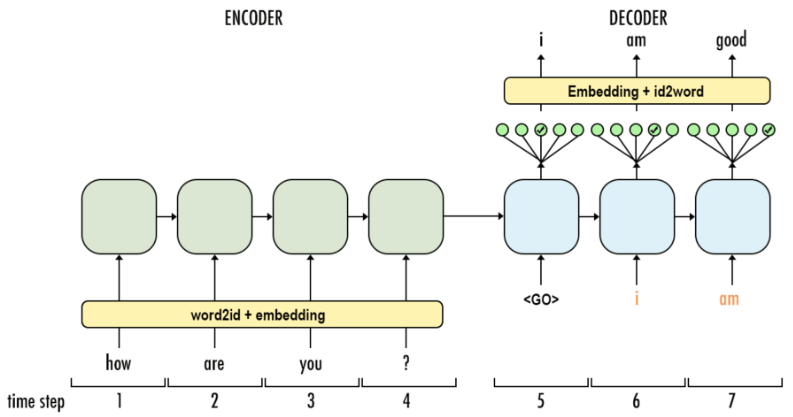 ENCODER DECODER
i am good
Embedding + id2word
<GO> i am
word2id + embedding
how are you ?
time step 1 2 3 4 5 6 7